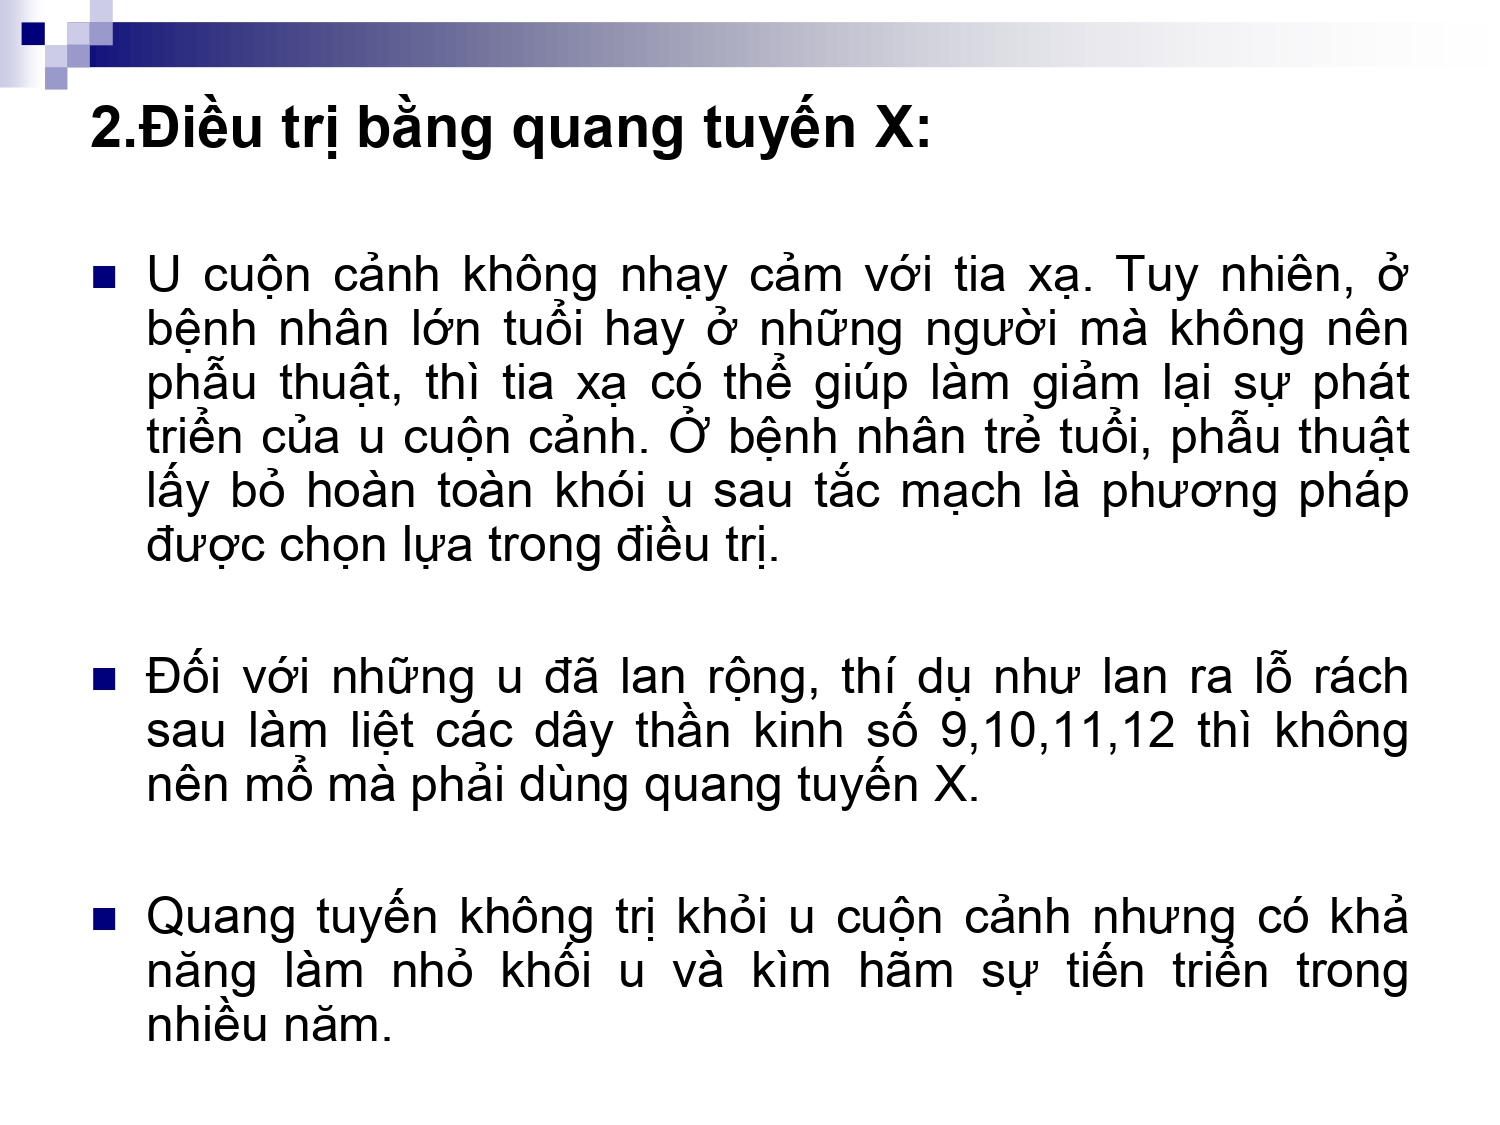 2.Điều trị bằng quang tuyến X:
U cuộn cảnh không nhạy cảm với tia xạ. Tuy nhiên, ở
bệnh nhân lớn tuổi hay ở những người mà không nên
phẫu thuật, thì tia xạ có thể giúp làm giảm lại sự phát
triển của u cuộn cảnh. Ở bệnh nhân trẻ tuổi, phẫu thuật
lấy bỏ hoàn toàn khói u sau tắc mạch là phương pháp
được chọn lựa trong điều trị.
Đối với những u đã lan rộng, thí dụ như lan ra lỗ rách
sau làm liệt các dây thần kinh số 9,10,11,12 thì không
nên mổ mà phải dùng quang tuyến X.
Quang tuyến không trị khỏi u cuộn cảnh nhưng có khả
năng làm nhỏ khối u và kìm hãm sự tiến triển trong
nhiều năm.